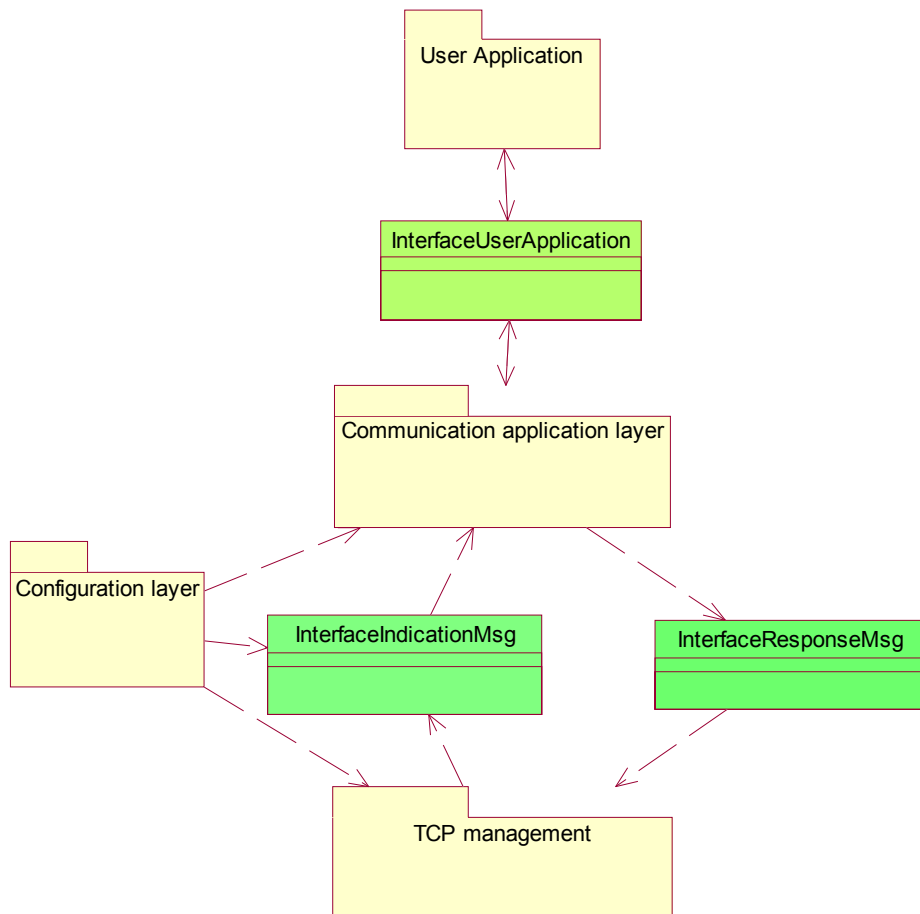 User Application
InterfaceUserApplication
Communication application layer
Configuration layer
InterfaceIndicationMsg
InterfaceResponseMsg
TCP management